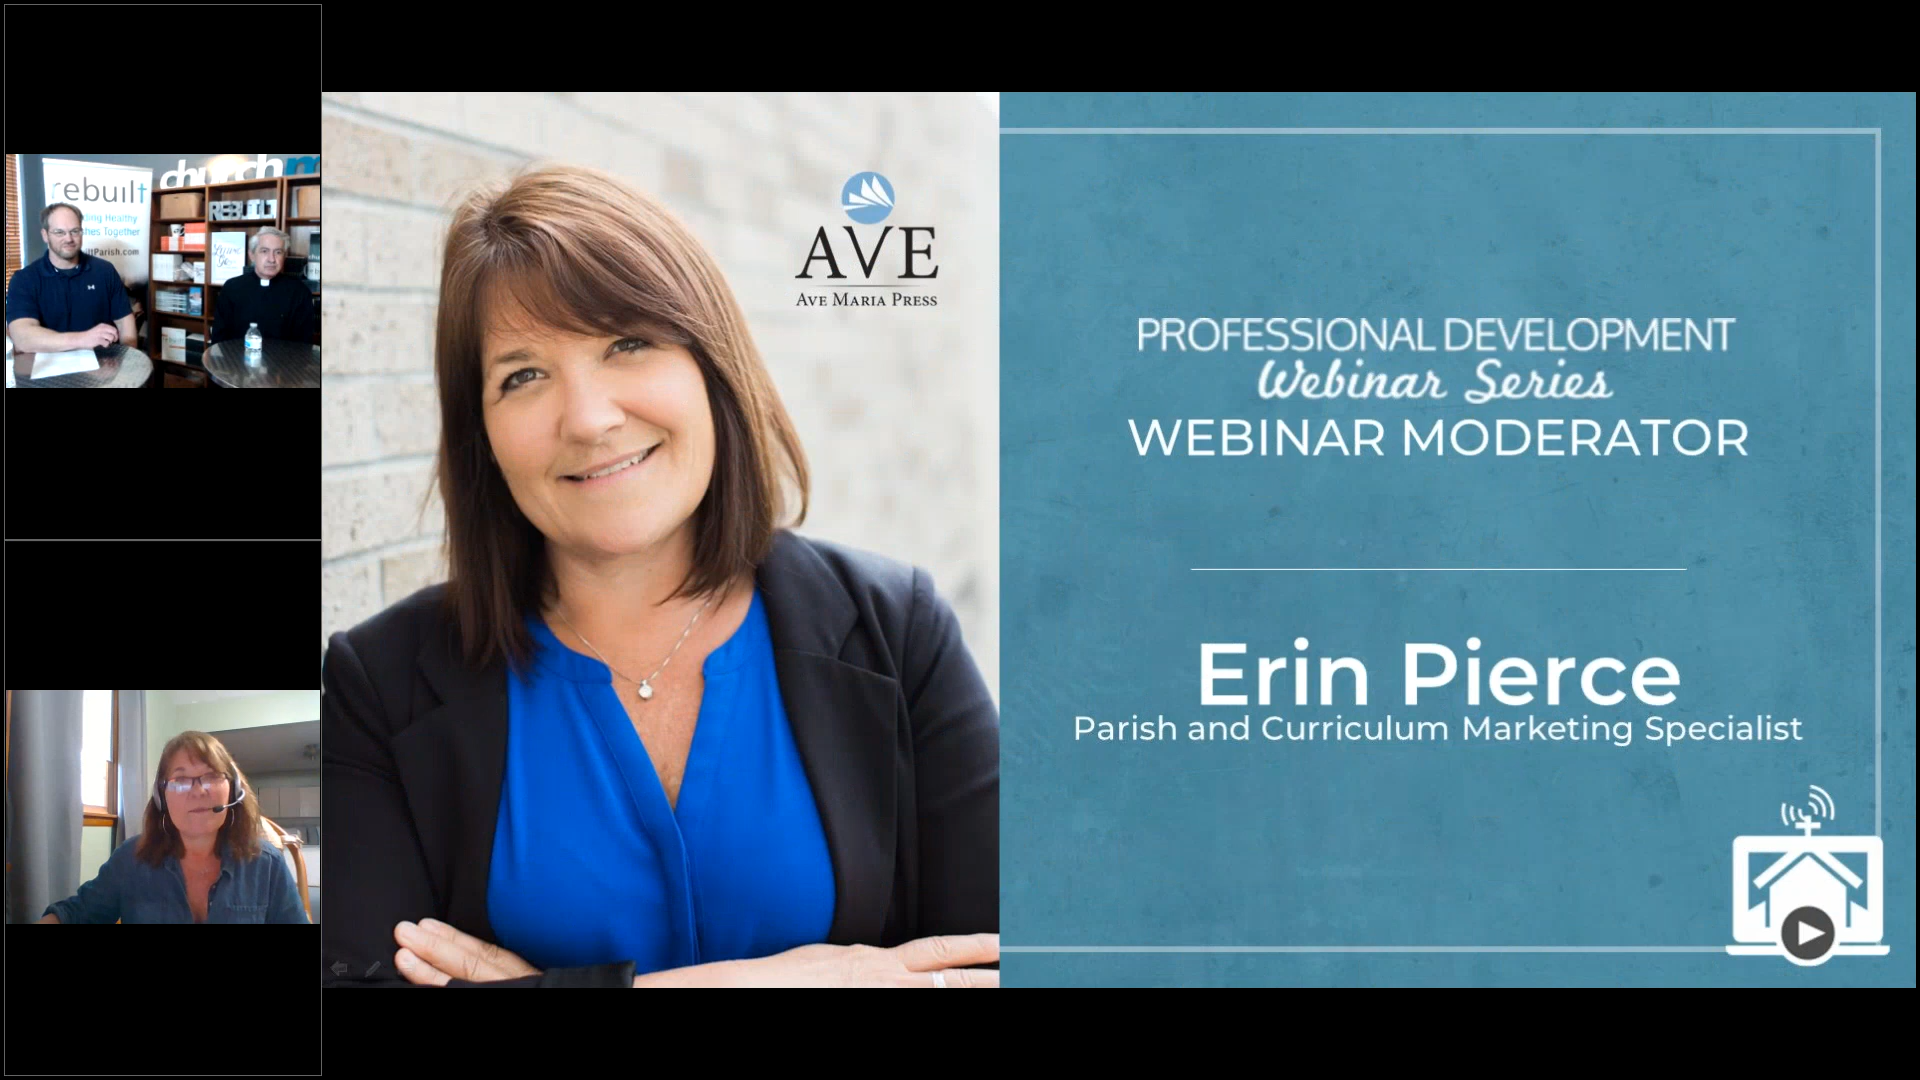 rebuilt
church
REBUILT
AVE
AVE MARIA PRESS
PROFESSIONAL DEVELOPMENT
Webinar Series
WEBINAR MODERATOR
Erin Pierce
Parish and Curriculum Marketing Specialist